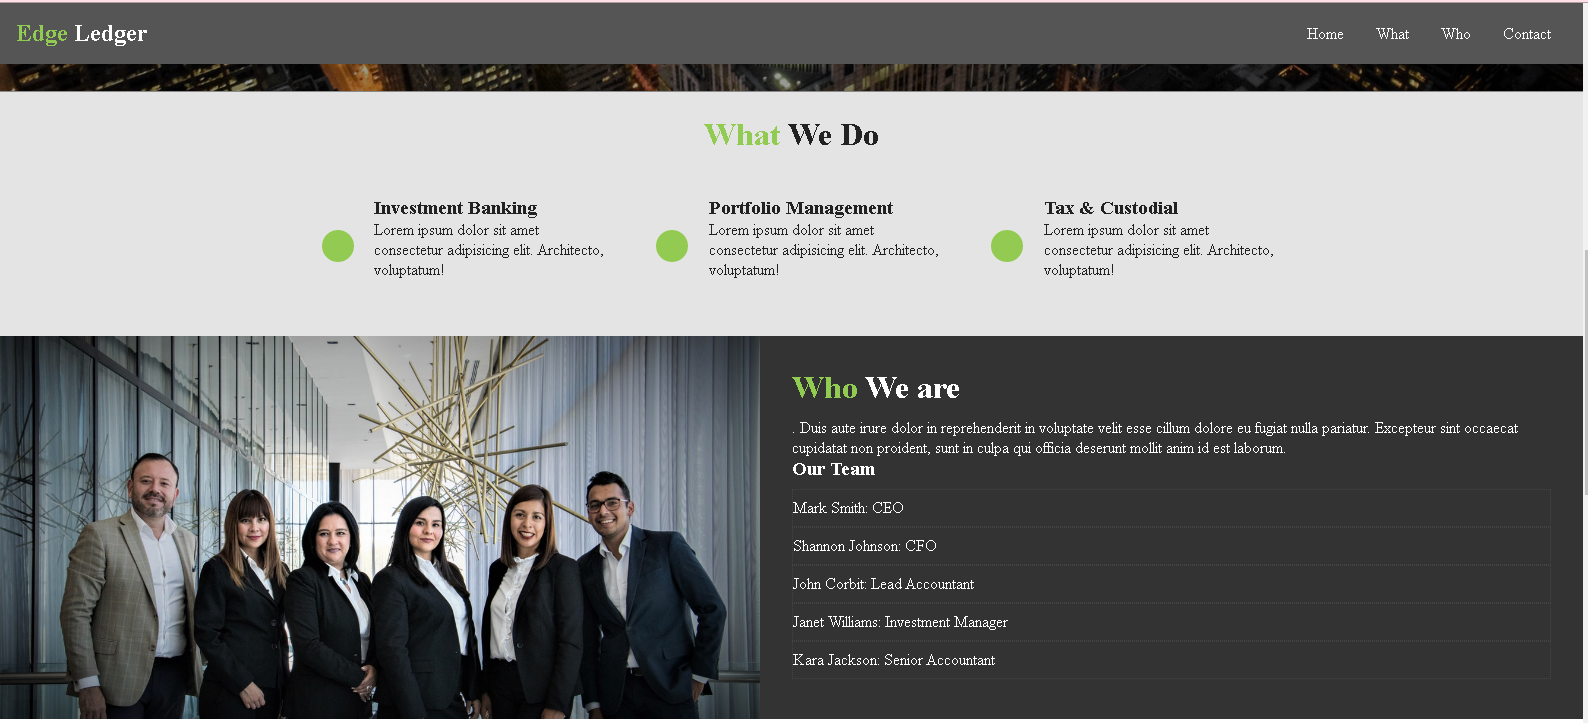 Edge Ledger
Home What Who Contact
What We Do
Investment Banking
Lorem ipsum dolor sit amet
consectetur adipisicing elit. Architecto,
voluptatum!
Portfolio Management
Lorem ipsum dolor sit amet
consectetur adipisicing elit. Architecto,
voluptatum!
Tax & Custodial
Lorem ipsum dolor sit amet
consectetur adipisicing elit. Architecto,
voluptatum!
Who We are
. Duis aute irure dolor in reprehenderit in voluptate velit esse cillum dolore eu fugiat nulla pariatur. Excepteur sint occaecat
cupidatat non proident, sunt in culpa qui officia deserunt mollit anim id est laborum.
Our Team
Mark Smith: CEO
Shannon Johnson: CFO
John Corbit: Lead Accountant
Janet Williams: Investment Manager
Kara Jackson: Senior Accountant